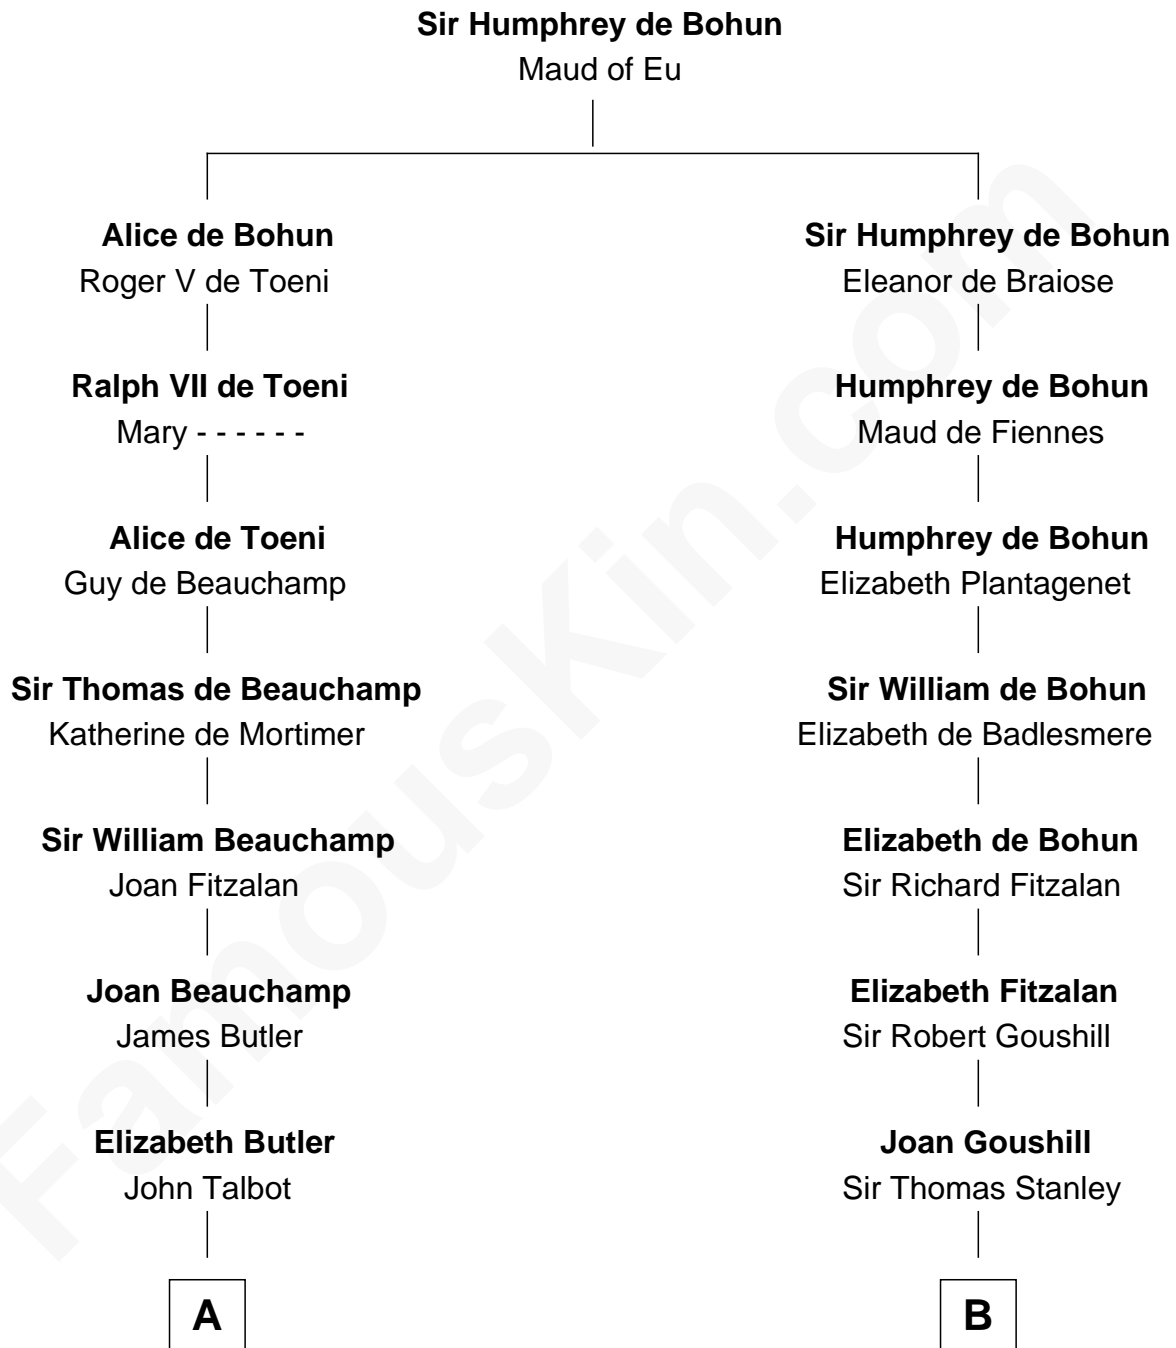 Sir Humphrey de Bohun
Maud of Eu
Alice de Bohun
Roger V de Toeni
Sir Humphrey de Bohun
Eleanor de Braiose
Ralph VII de Toeni
Mary - - - - - -
Humphrey de Bohun
Maud de Fiennes
Alice de Toeni
Guy de Beauchamp
Humphrey de Bohun
Elizabeth Plantagenet
Sir Thomas de Beauchamp
Katherine de Mortimer
Sir William de Bohun
Elizabeth de Badlesmere
Sir William Beauchamp
Joan Fitzalan
Elizabeth de Bohun
Sir Richard Fitzalan
Joan Beauchamp
James Butler
Elizabeth Fitzalan
Sir Robert Goushill
Elizabeth Butler
John Talbot
Joan Goushill
Sir Thomas Stanley
A
B
FamousKin.com